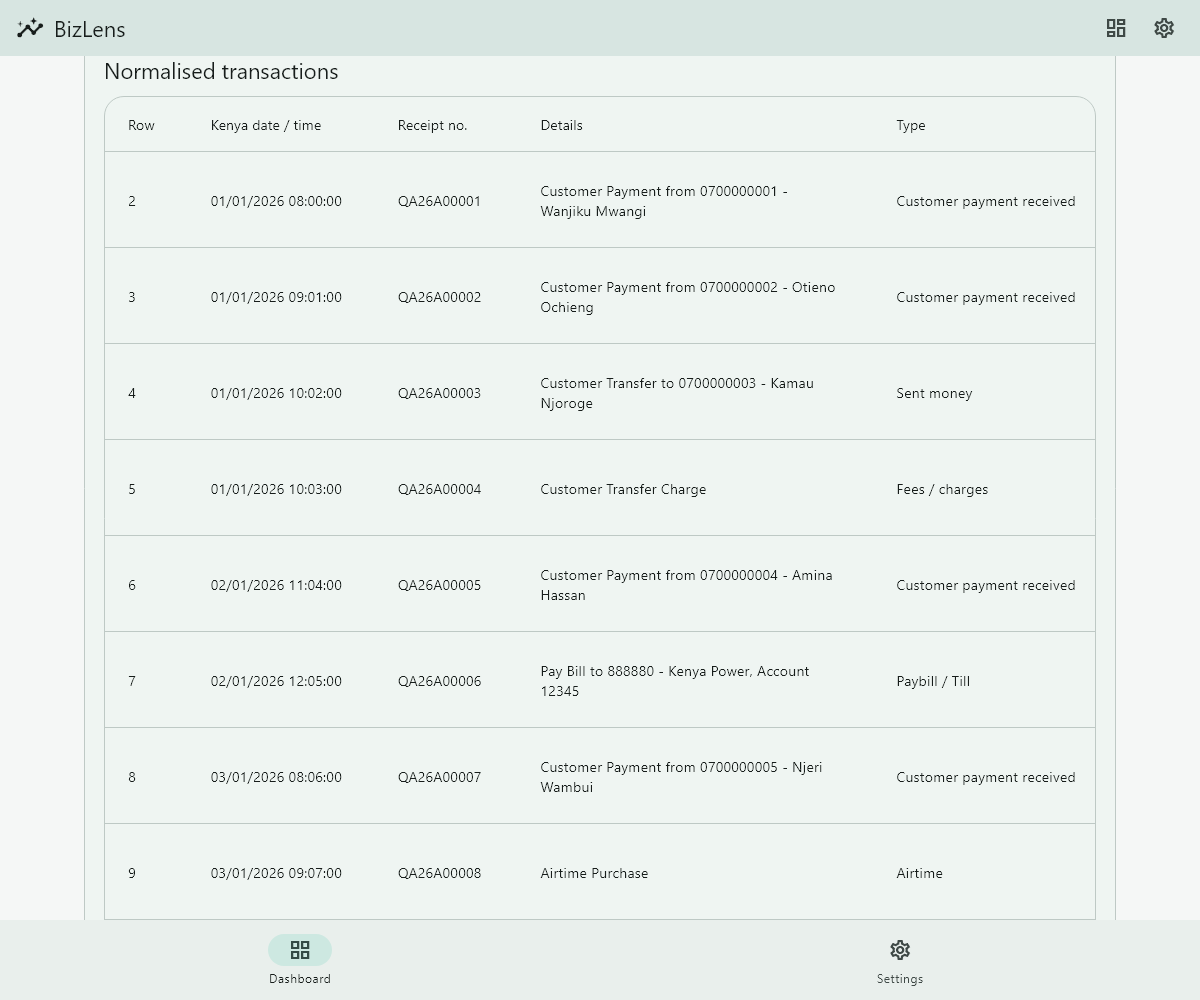 BizLens
Normalised transactions
Row Kenya date / time Receipt no. Details Type
2 01/01/2026 08:00:00 QA26A00001 Customer Payment from 0700000001 -
Wanjiku Mwangi Customer payment received
3 01/01/2026 09:01:00 QA26A00002 Customer Payment from 0700000002 - Otieno
Ochieng Customer payment received
4 01/01/2026 10:02:00 QA26A00003 Customer Transfer to 0700000003 - Kamau
Njoroge Sent money
5 01/01/2026 10:03:00 QA26A00004 Customer Transfer Charge Fees / charges
6 02/01/2026 11:04:00 QA26A00005 Customer Payment from 0700000004 - Amina
Hassan Customer payment received
7 02/01/2026 12:05:00 QA26A00006 Pay Bill to 888880 - Kenya Power, Account
12345 Paybill / Till
8 03/01/2026 08:06:00 QA26A00007 Customer Payment from 0700000005 - Njeri
Wambui Customer payment received
9 03/01/2026 09:07:00 QA26A00008 Airtime Purchase Airtime
Dashboard Settings